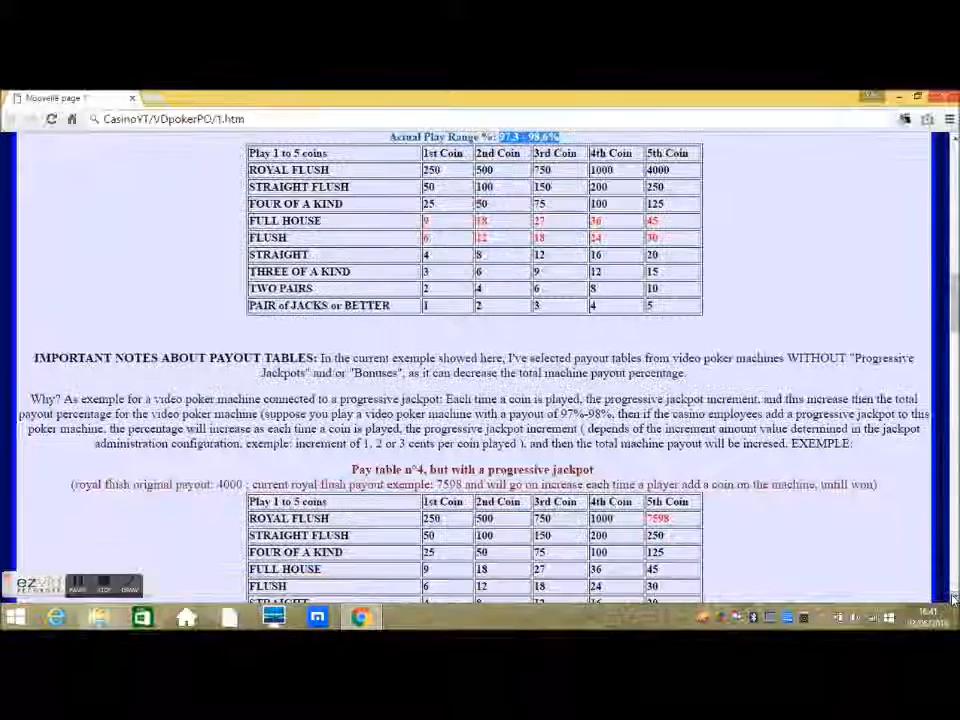 Nouvelle page 1
CasinoYT/VDpokerPC/1.htm
Actual Play Range %: 97.3 - 98.6%
Play 1 to 5 coins 1st Coin 2nd Coin 3rd Coin 4th Coin 5th Coin
ROYAL FLUSH 250 500 750 1000 4000
STRAIGHT FLUSH 50 100 150 200 250
FOUR OF A KIND 25 50 75 100 125
FULL HOUSE 9 18 27 36 45
FLUSH 6 12 18 24 30
STRAIGHT 4 8 12 16 20
THREE OF A KIND 3 6 9 12 15
TWO PAIRS 2 4 6 8 10
PAIR of JACKS or BETTER 1 2 3 4 5
IMPORTANT NOTES ABOUT PAYOUT TABLES: In the current exemple showed here, I've selected payout tables from video poker machines WITHOUT "Progressive
Jackpots" and/or "Bonuses", as it can decrease the total machine payout percentage.
Why? As exemple for a video poker machine connected to a progressive jackpot: Each time a coin is played, the progressive jackpot increment, and this increase then the total
payout percentage for the video poker machine (suppose you play a video poker machine with a payout of 97%-98%, then if the casino employees add a progressive jackpot to this
poker machine, the percentage will increase as each time a coin is played, the progressive jackpot increment ( depends of the increment amount value determined in the jackpot
administration configuration, exemple: increment of 1, 2 or 3 cents per coin played ), and then the total machine payout will be incresed. EXEMPLE:
Pay table n°4, but with a progressive jackpot
(royal flush original payout: 4000 ; current royal flush payout exemple: 7598 and will go on increase each time a player add a coin on the machine, untill won)
Play 1 to 5 coins 1st Coin 2nd Coin 3rd Coin 4th Coin 5th Coin
ROYAL FLUSH 250 500 750 1000 7598
STRAIGHT FLUSH 50 100 150 200 250
FOUR OF A KIND 25 50 75 100 125
FULL HOUSE 9 18 27 36 45
FLUSH 6 12 18 24 30
STRAIGHT 4 8 12 16 20
ezvid
RECORDER
PAUSE STOP DRAW
16:41